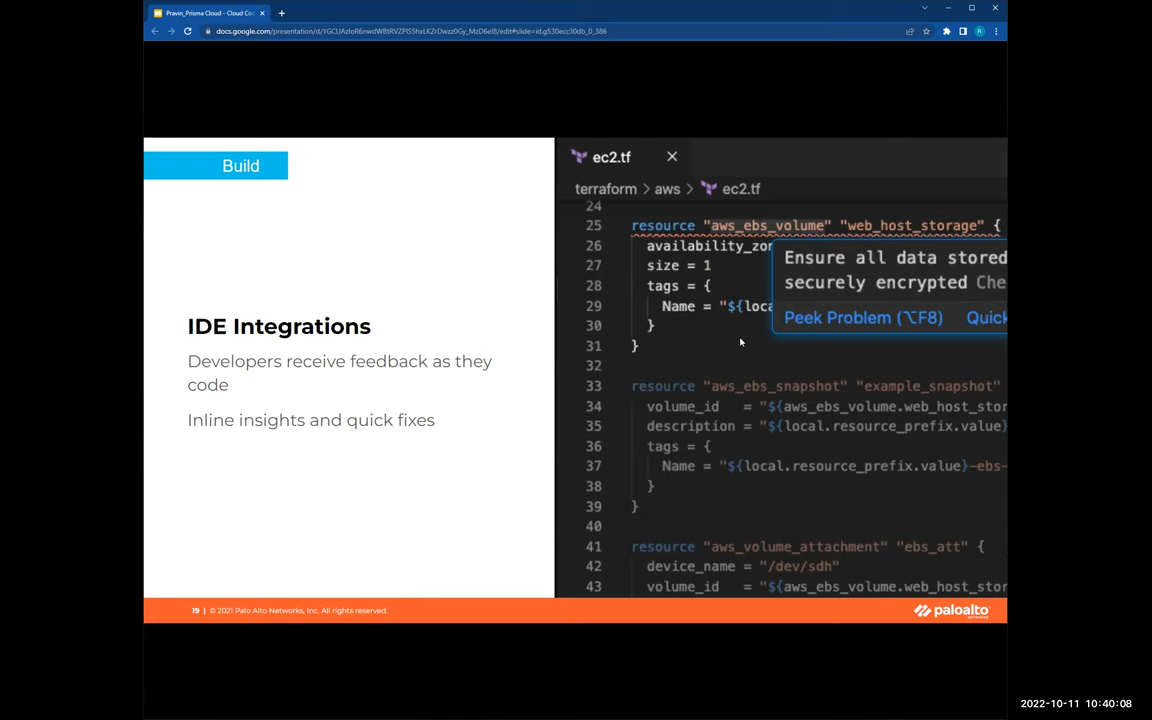 Pravin_Prisma Cloud - Cloud Co
docs.google.com/presentation/d/1GCUAzloR6nwdW8tRVZPIS5hxLKZrDwzz0Gy_MzD6eI8/edit#slide=id.g530ecc30db_0_386
R
Build
IDE Integrations
Developers receive feedback as they
code
Inline insights and quick fixes
ec2.tf
terraform > aws > ec2.tf
24
25 resource "aws_ebs_volume" "web_host_storage" {
26 availability_zon
27 size = 1
28 tags = {
29 Name = "${loca
30 }
31 }
Ensure all data stored
securely encrypted Che
Peek Problem (⌥F8) Quick
32
33 resource "aws_ebs_snapshot" "example_snapshot"
34 volume_id = "${aws_ebs_volume.web_host_stor
35 description = "${local.resource_prefix.value}
36 tags = {
37 Name = "${local.resource_prefix.value}-ebs-
38 }
39 }
40
41 resource "aws_volume_attachment" "ebs_att" {
42 device_name = "/dev/sdh"
43 volume_id = "${aws_ebs_volume.web_host_stor
19 | © 2021 Palo Alto Networks, Inc. All rights reserved.
paloalto
NETWORKS
2022-10-11 10:40:08